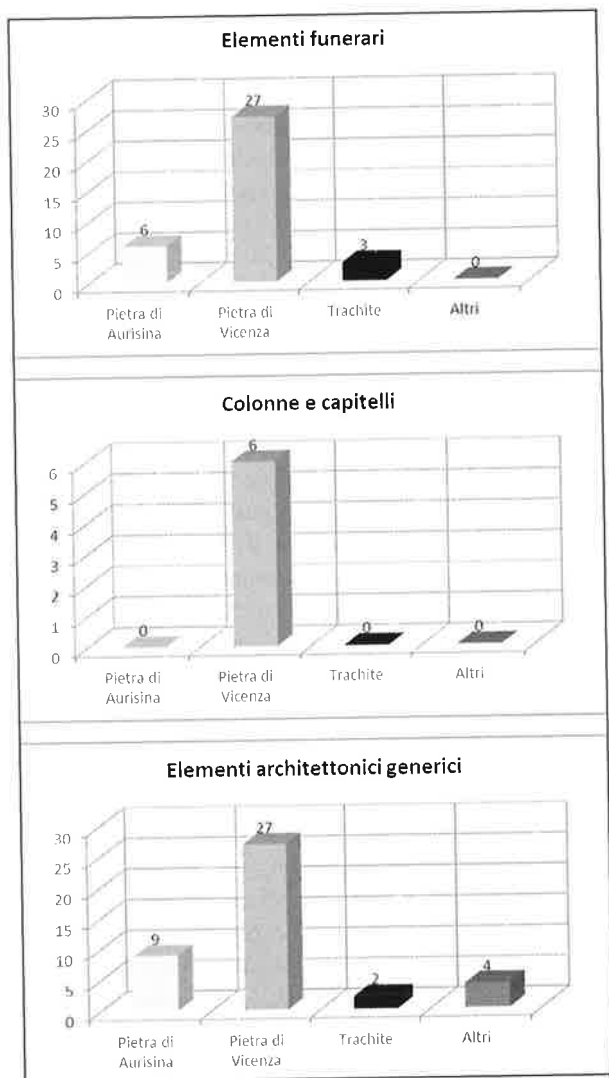 Elementi funerari
30
25
20
15
10
5
0
6
27
3
0
Pietra di
Aurisina
Pietra di
Vicenza
Trachite
Altri
Colonne e capitelli
6
5
4
3
2
1
0
0
6
0
0
Pietra di
Aurisina
Pietra di
Vicenza
Trachite
Altri
Elementi architettonici generici
30
25
20
15
10
5
0
9
27
2
4
Pietra di
Aurisina
Pietra di
Vicenza
Trachite
Altri